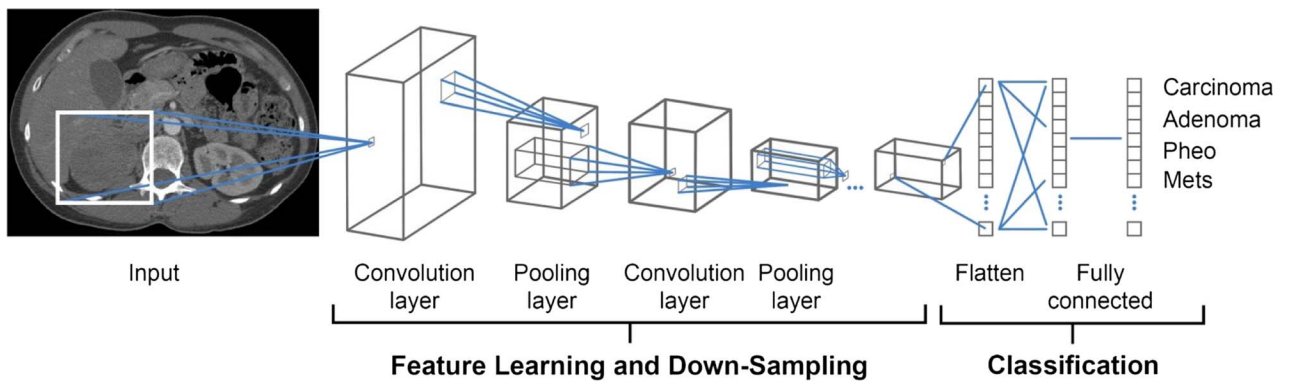 Carcinoma
Adenoma
Pheo
Mets
Input
Convolution
layer
Pooling
layer
Convolution
layer
Pooling
layer
Flatten
Fully
connected
Feature Learning and Down-Sampling
Classification